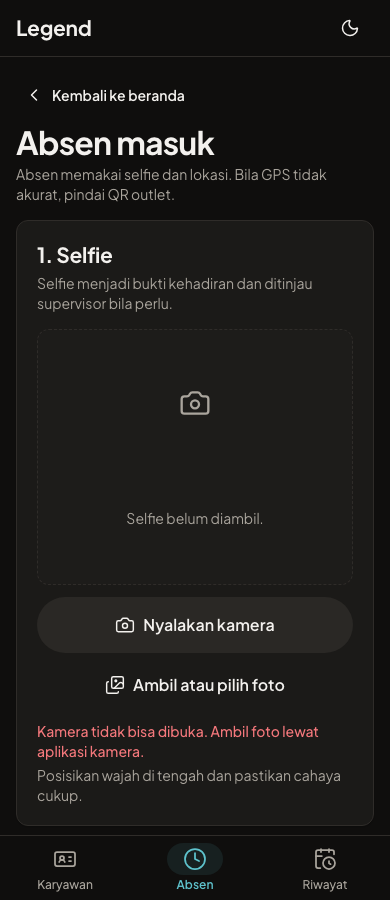 Legend
Kembali ke beranda
Absen masuk
Absen memakai selfie dan lokasi. Bila GPS tidak
akurat, pindai QR outlet.
1. Selfie
Selfie menjadi bukti kehadiran dan ditinjau
supervisor bila perlu.
Selfie belum diambil.
Nyalakan kamera
Ambil atau pilih foto
Kamera tidak bisa dibuka. Ambil foto lewat
aplikasi kamera.
Posisikan wajah di tengah dan pastikan cahaya
cukup.
Karyawan
Absen
Riwayat